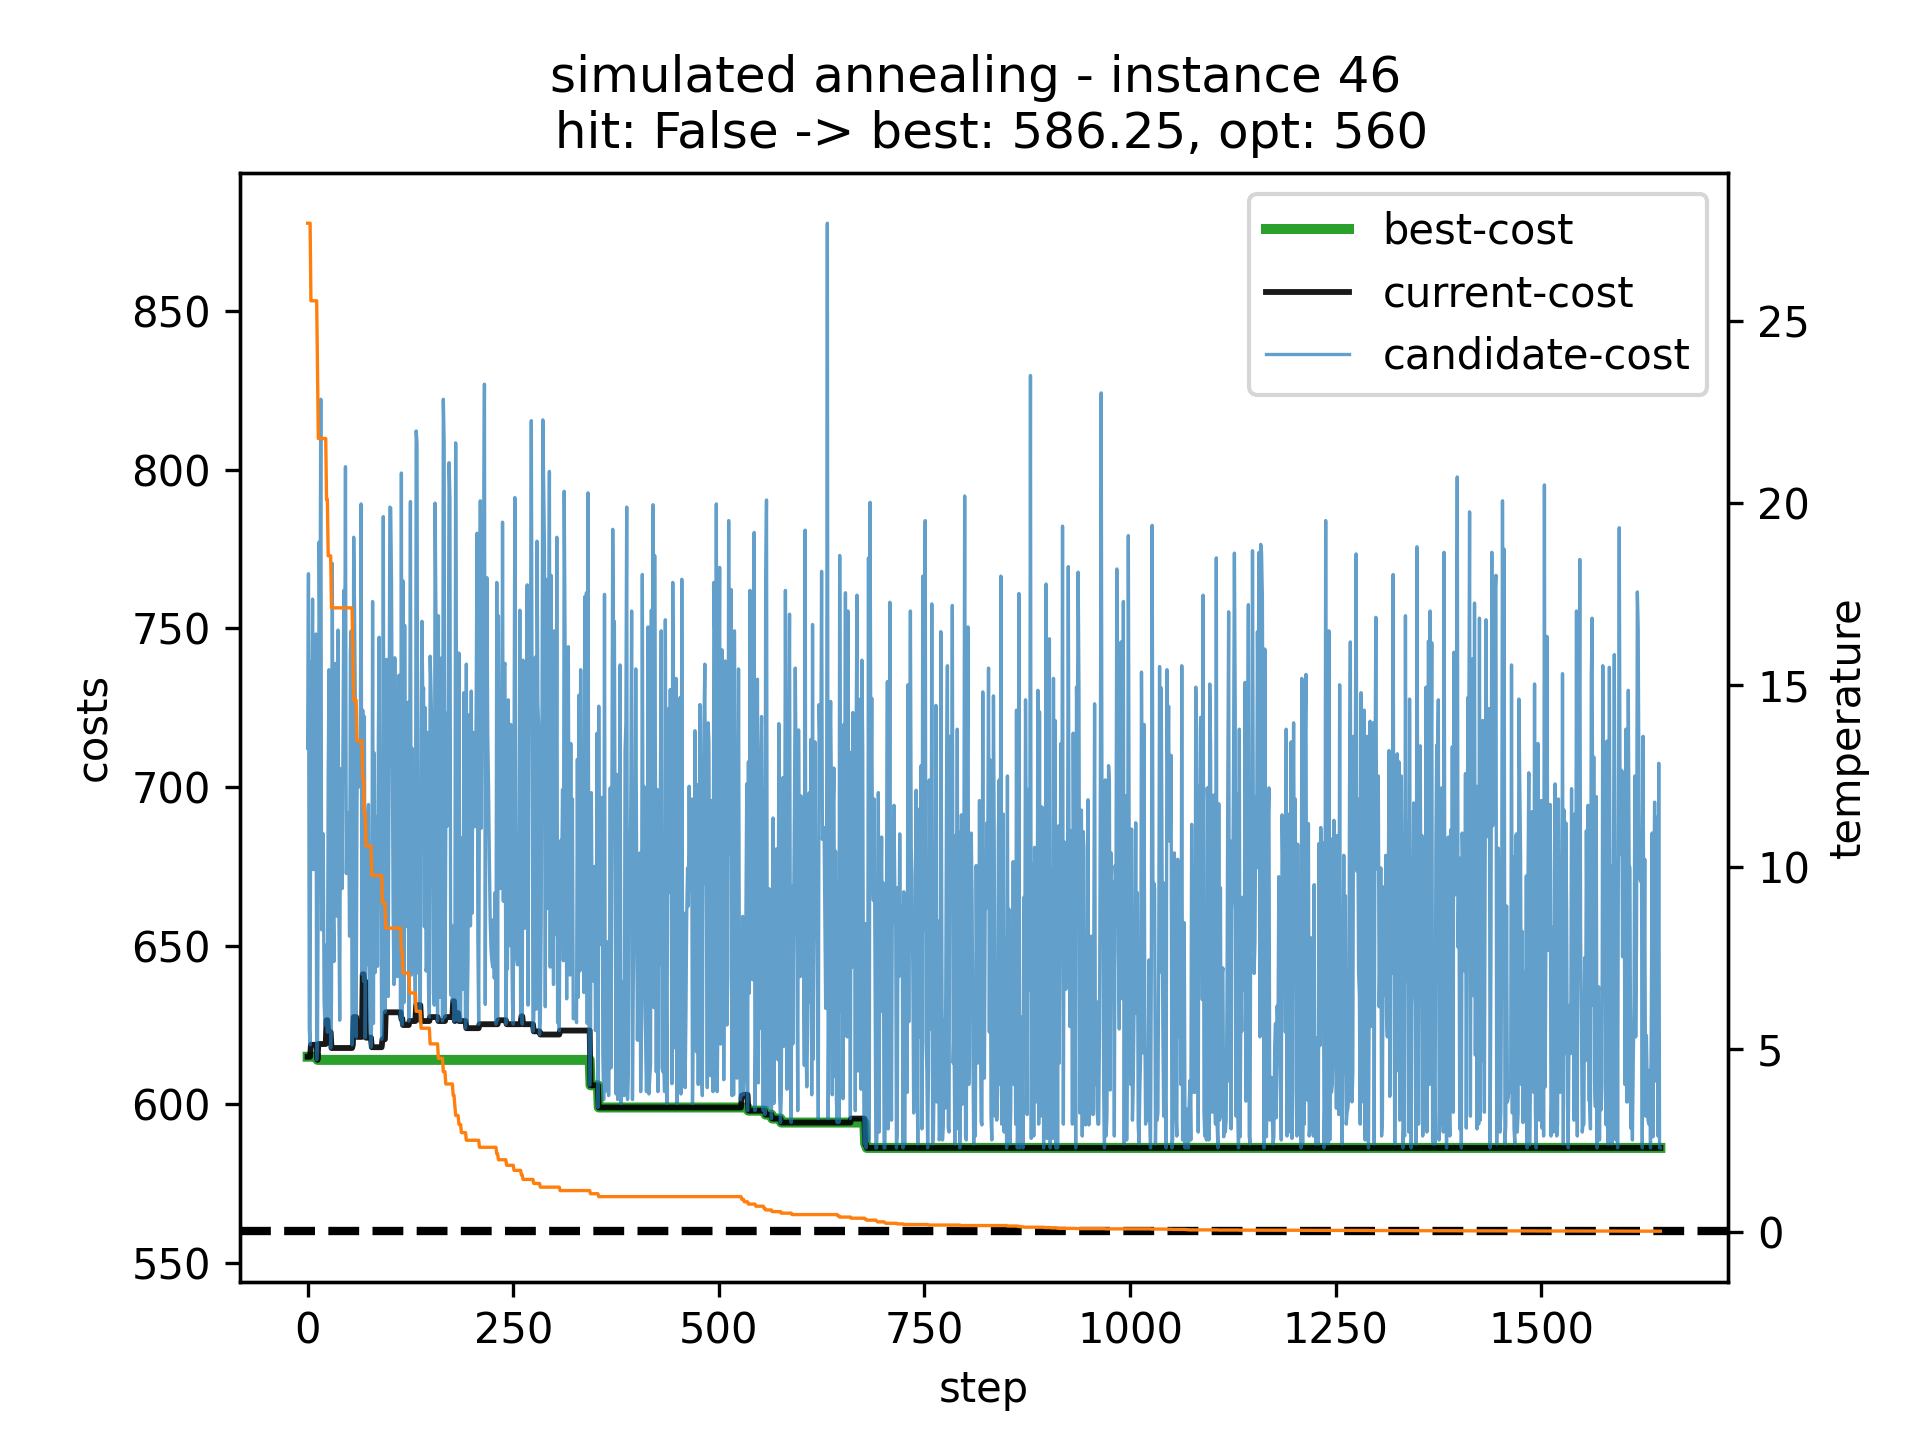 simulated annealing - instance 46
hit: False -> best: 586.25, opt: 560
best-cost
current-cost
candidate-cost
costs
850
800
750
700
650
600
550
25
20
15
10
5
0
temperature
0
250
500
750
1000
1250
1500
step